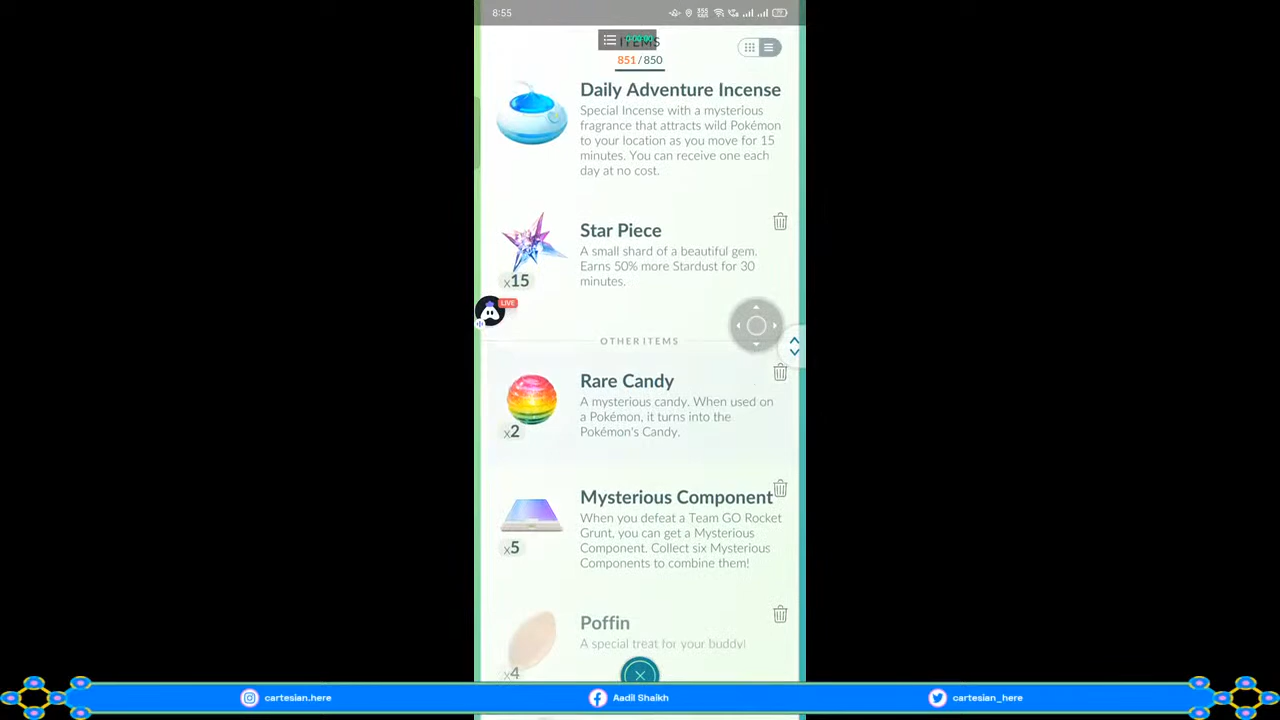 8:55
79
ITEMS
851 / 850
Daily Adventure Incense
Special Incense with a mysterious
fragrance that attracts wild Pokémon
to your location as you move for 15
minutes. You can receive one each
day at no cost.
Star Piece
A small shard of a beautiful gem.
Earns 50% more Stardust for 30
minutes.
x15
LIVE
OTHER ITEMS
Rare Candy
A mysterious candy. When used on
a Pokémon, it turns into the
Pokémon's Candy.
x2
Mysterious Component
When you defeat a Team GO Rocket
Grunt, you can get a Mysterious
Component. Collect six Mysterious
Components to combine them!
x5
Poffin
A special treat for your buddy!
x4
cartesian.here
Aadil Shaikh
cartesian_here